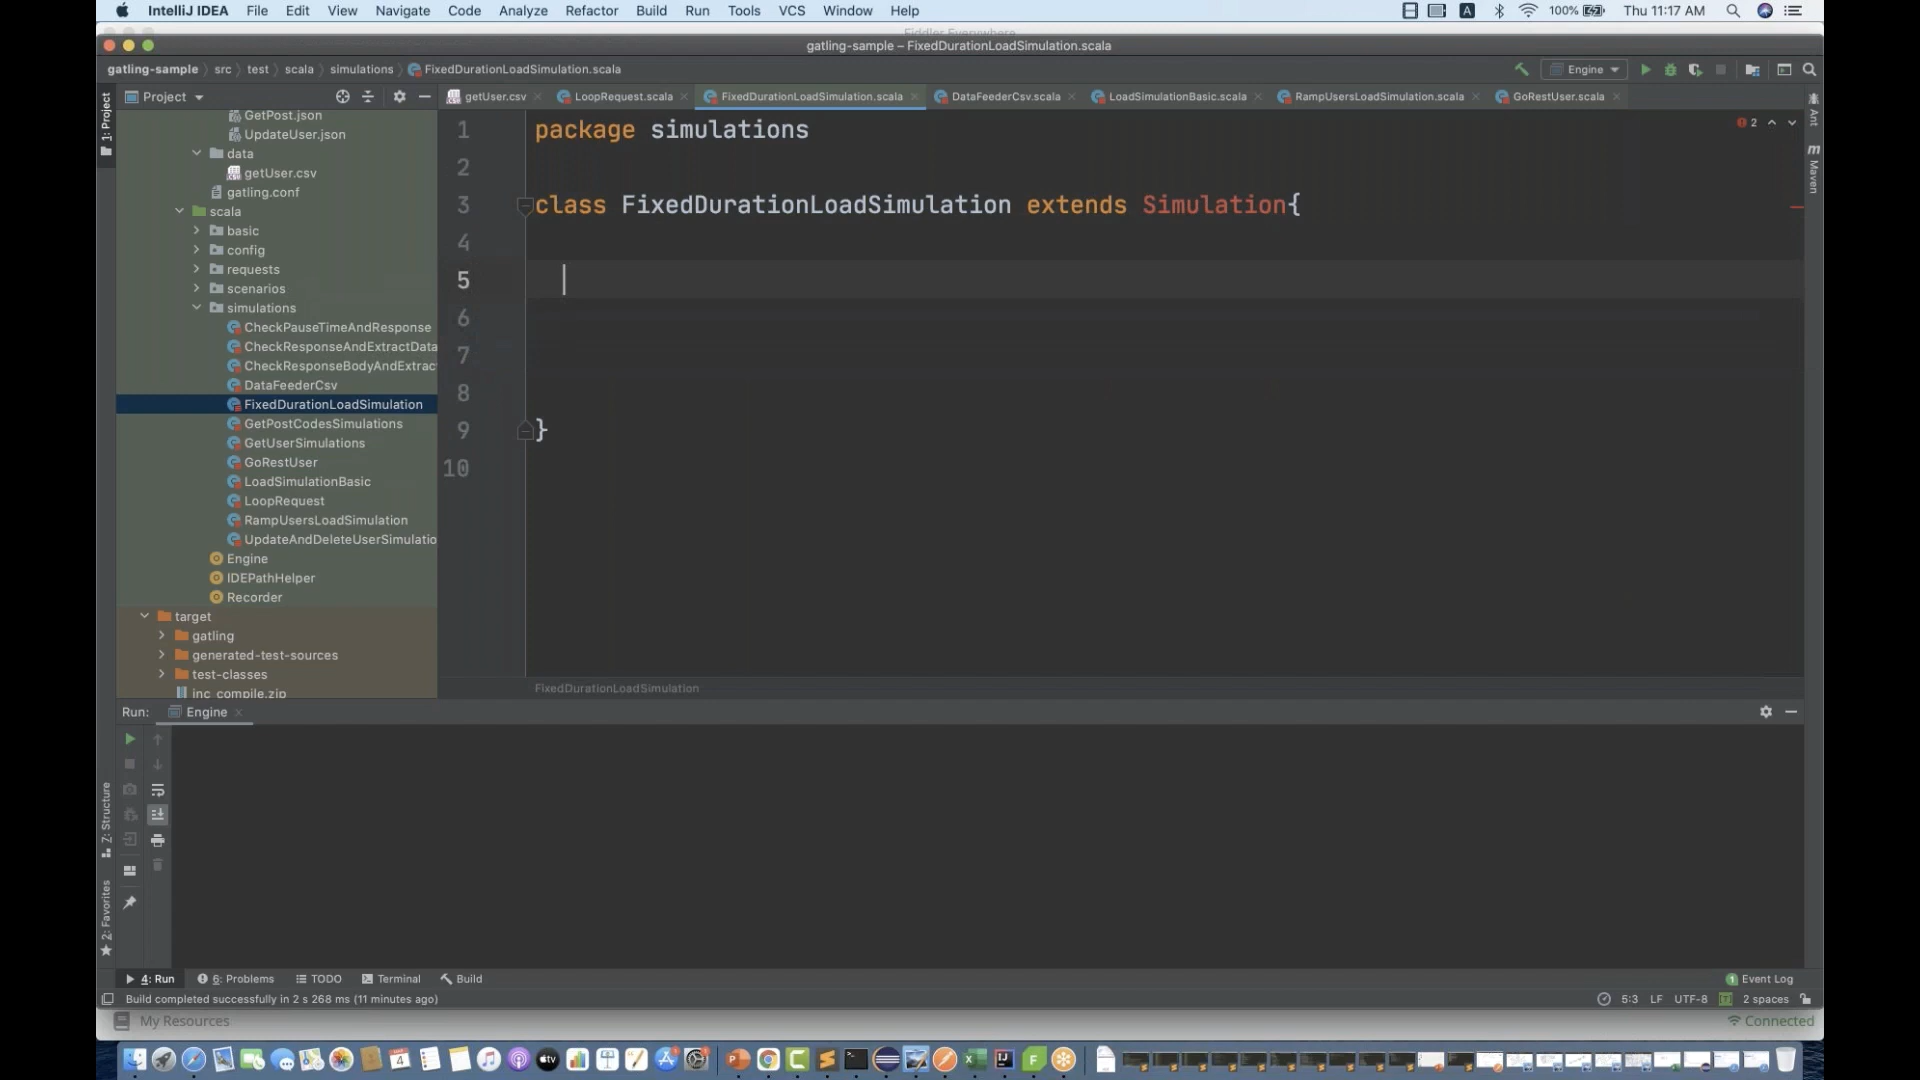 IntelliJ IDEA File Edit View Navigate Code Analyze Refactor Build Run Tools VCS Window Help A 100% Thu 11:17 AM
Fiddler Everywhere
gatling-sample – FixedDurationLoadSimulation.scala
gatling-sample src test scala simulations FixedDurationLoadSimulation.scala Engine
1: Project
Project
getUser.csv LoopRequest.scala FixedDurationLoadSimulation.scala DataFeederCsv.scala LoadSimulationBasic.scala RampUsersLoadSimulation.scala GoRestUser.scala
Ant
Maven
GetPost.json
UpdateUser.json
data
getUser.csv
gatling.conf
scala
basic
config
requests
scenarios
simulations
CheckPauseTimeAndResponse
CheckResponseAndExtractData
CheckResponseBodyAndExtrac
DataFeederCsv
FixedDurationLoadSimulation
GetPostCodesSimulations
GetUserSimulations
GoRestUser
LoadSimulationBasic
LoopRequest
RampUsersLoadSimulation
UpdateAndDeleteUserSimulatio
Engine
IDEPathHelper
Recorder
target
gatling
generated-test-sources
test-classes
inc_compile.zip
1 package simulations
2
2
3 class FixedDurationLoadSimulation extends Simulation{
4
5
6
7
8
9 }
10
FixedDurationLoadSimulation
Run: Engine
Z: Structure
2: Favorites
4: Run 6: Problems TODO Terminal Build 1 Event Log
Build completed successfully in 2 s 268 ms (11 minutes ago) 5:3 LF UTF-8 2 spaces
My Resources Connected